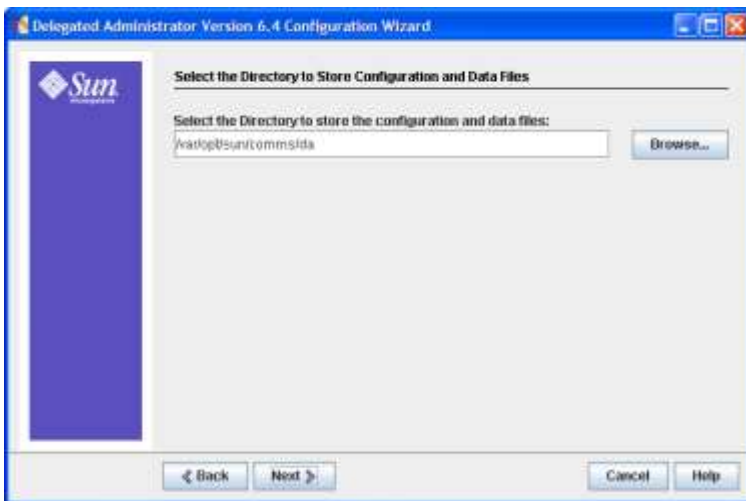 Delegated Administrator Version 6.4 Configuration Wizard
Sun
Select the Directory to Store Configuration and Data Files
Select the Directory to store the configuration and data files:
/var/opt/sun/comms/da
Browse...
Back
Next
Cancel
Help